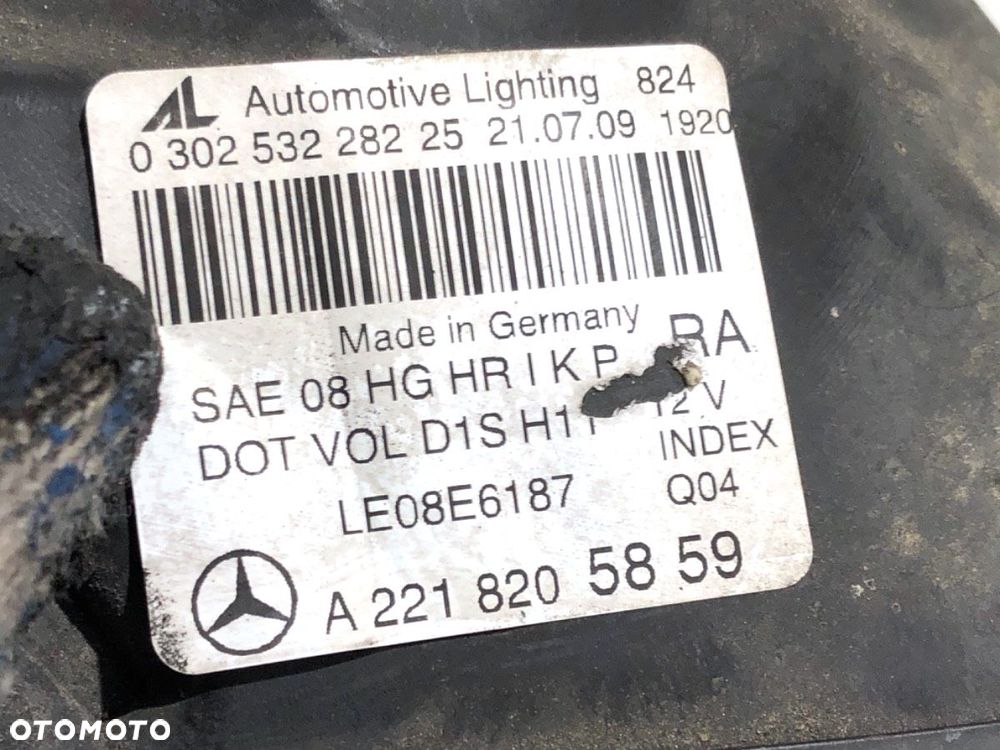 AL Automotive Lighting 824
0 302 532 282 25 21.07.09 1920
Made in Germany RA
SAE 08 HG HR I K P
DOT VOL D1S H11 12 V
INDEX
LE08E6187 Q04
A 221 820 58 59
OTOMOTO